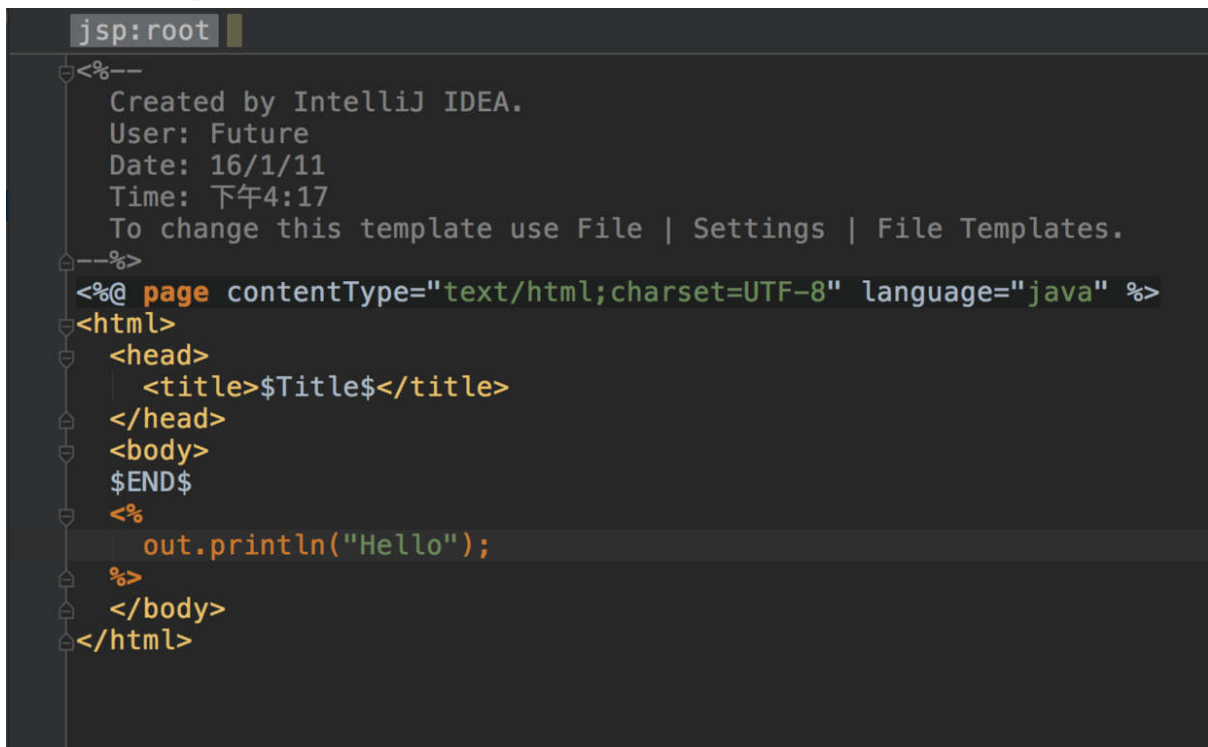 jsp:root
<%--
  Created by IntelliJ IDEA.
  User: Future
  Date: 16/1/11
  Time: 下午4:17
  To change this template use File | Settings | File Templates.
--%>
<%@ page contentType="text/html;charset=UTF-8" language="java" %>
<html>
  <head>
    <title>$Title$</title>
  </head>
  <body>
  $END$
  <%
    out.println("Hello");
  %>
  </body>
</html>